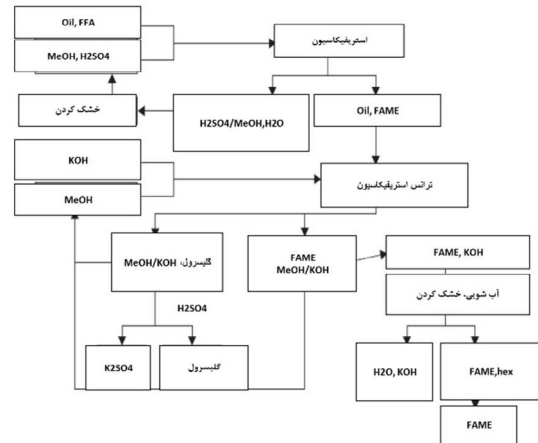 Oil, FFA
MeOH, H2SO4
استریفیکاسیون
خشک کردن
H2SO4/MeOH,H2O
Oil, FAME
KOH
MeOH
ترانس استریفیکاسیون
گلیسرول، MeOH/KOH
FAME
MeOH/KOH
FAME, KOH
آب شویی، خشک کردن
H2SO4
K2SO4
گلیسرول
H2O, KOH
FAME,hex
FAME